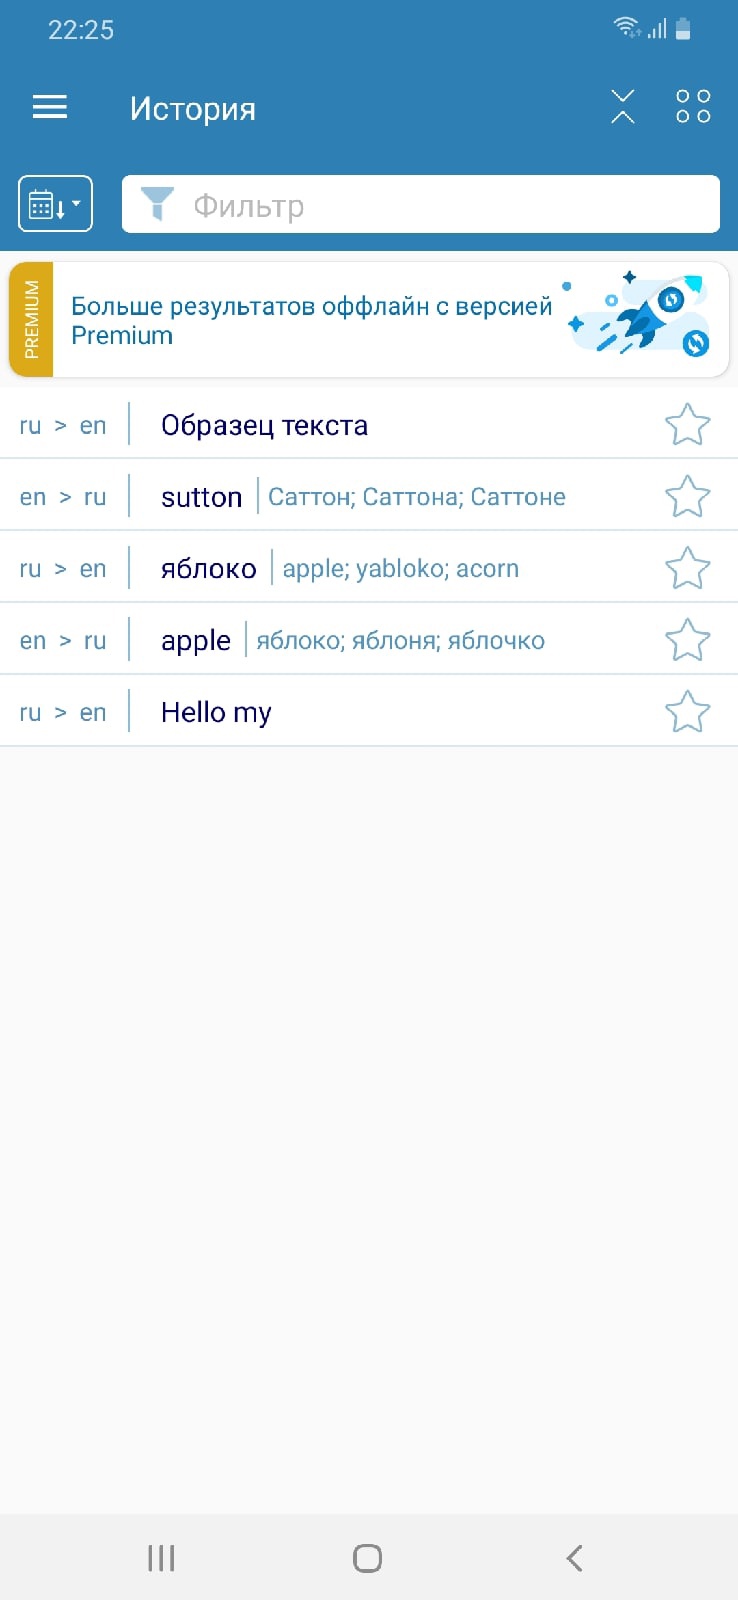 22:25
История
Фильтр
PREMIUM
Больше результатов оффлайн с версией
Premium
ru > en Образец текста
en > ru sutton Саттон; Саттона; Саттоне
ru > en яблоко apple; yabloko; acorn
en > ru apple яблоко; яблоня; яблочко
ru > en Hello my